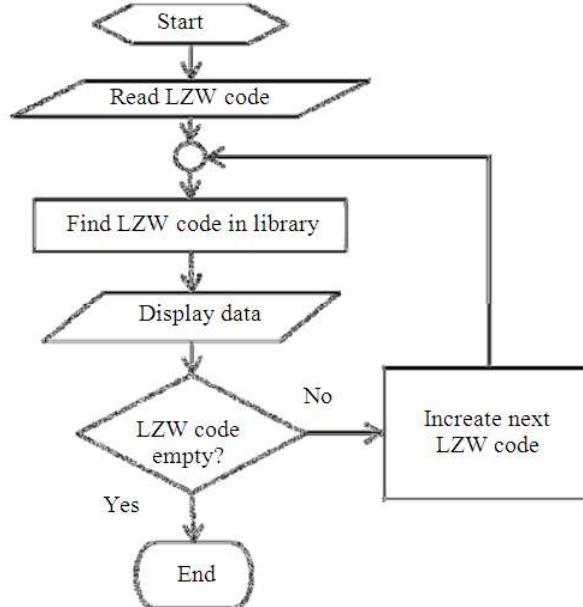 Start
Read LZW code
Find LZW code in library
Display data
LZW code
empty?
No
Increate next
LZW code
Yes
End